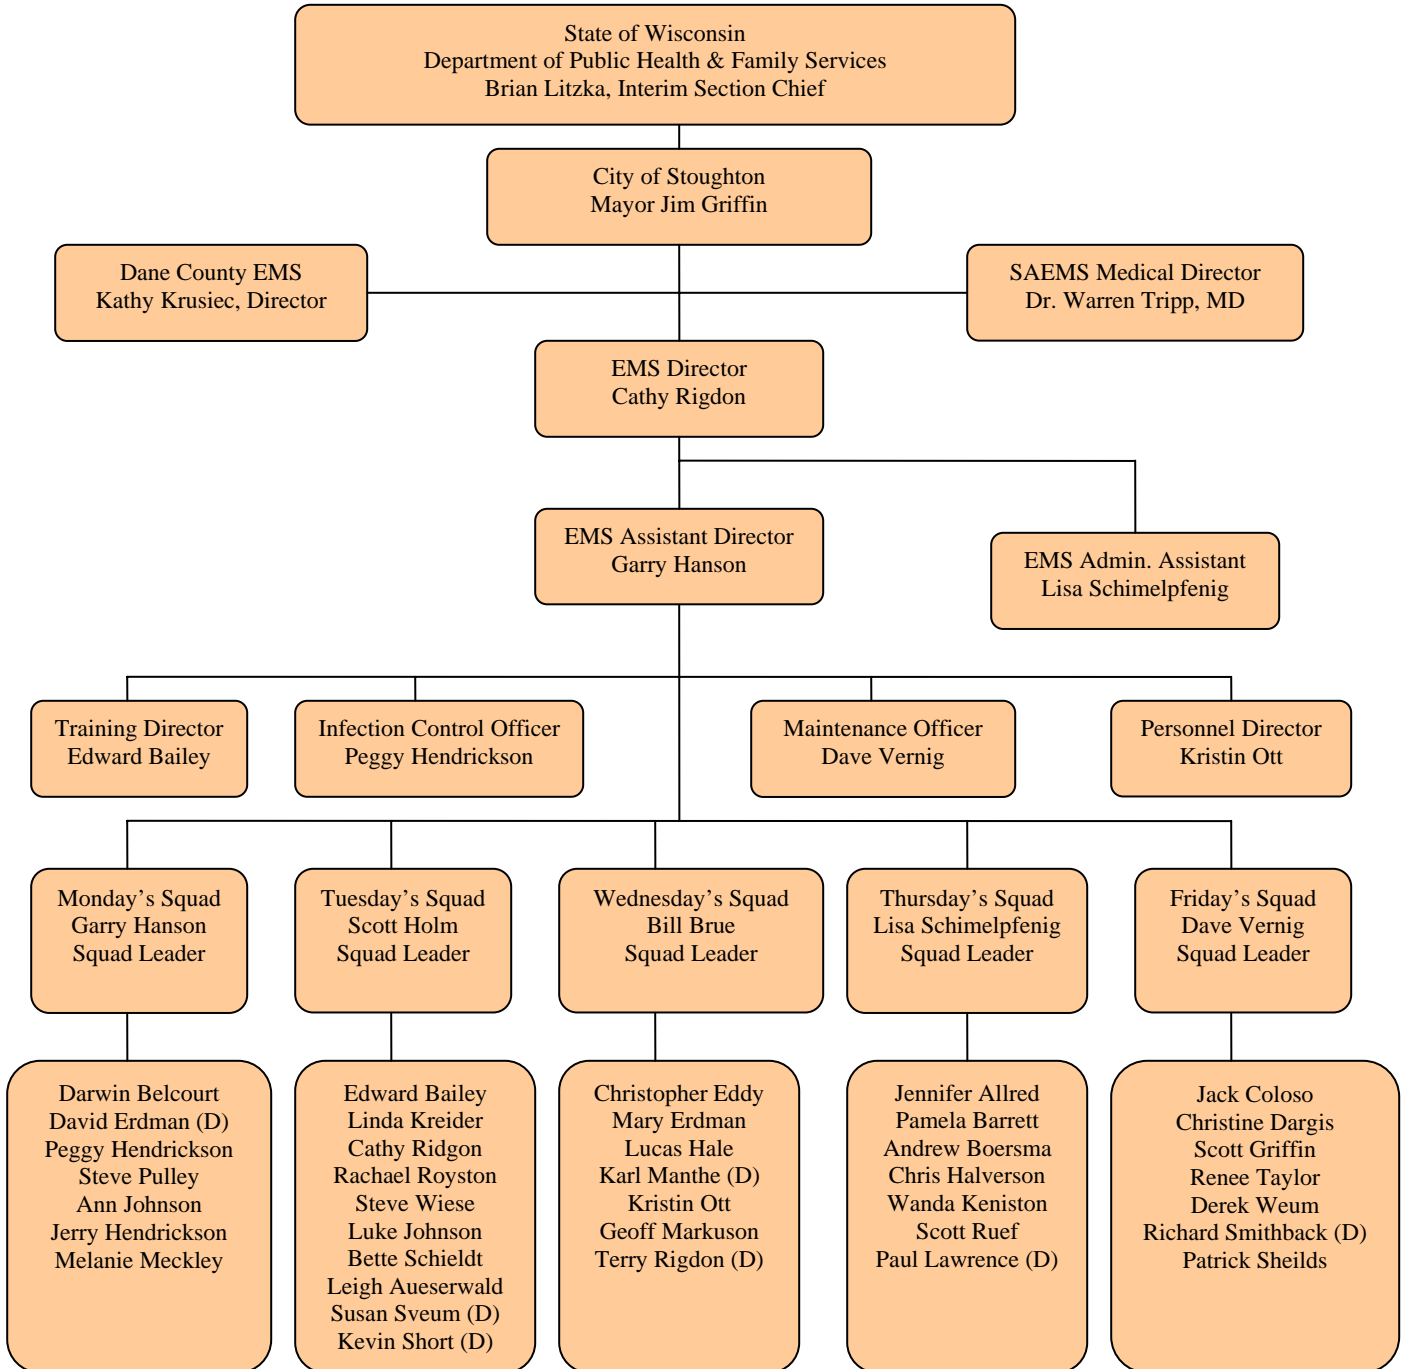 State of Wisconsin
Department of Public Health & Family Services
Brian Litzka, Interim Section Chief
City of Stoughton
Mayor Jim Griffin
Dane County EMS
Kathy Krusiec, Director
SAEMS Medical Director
Dr. Warren Tripp, MD
EMS Director
Cathy Rigdon
EMS Assistant Director
Garry Hanson
EMS Admin. Assistant
Lisa Schimelpfenig
Training Director
Edward Bailey
Infection Control Officer
Peggy Hendrickson
Maintenance Officer
Dave Vernig
Personnel Director
Kristin Ott
Monday's Squad
Garry Hanson
Squad Leader
Tuesday's Squad
Scott Holm
Squad Leader
Wednesday's Squad
Bill Brue
Squad Leader
Thursday's Squad
Lisa Schimelpfenig
Squad Leader
Friday's Squad
Dave Vernig
Squad Leader
Darwin Belcourt
David Erdman (D)
Peggy Hendrickson
Steve Pulley
Ann Johnson
Jerry Hendrickson
Melanie Meckley
Edward Bailey
Linda Kreider
Cathy Ridgon
Rachael Royston
Steve Wiese
Luke Johnson
Bette Schieldt
Leigh Aueserwald
Susan Sveum (D)
Kevin Short (D)
Christopher Eddy
Mary Erdman
Lucas Hale
Karl Manthe (D)
Kristin Ott
Geoff Markuson
Terry Rigdon (D)
Jennifer Allred
Pamela Barrett
Andrew Boersma
Chris Halverson
Wanda Keniston
Scott Ruef
Paul Lawrence (D)
Jack Coloso
Christine Dargis
Scott Griffin
Renee Taylor
Derek Weum
Richard Smithback (D)
Patrick Sheilds